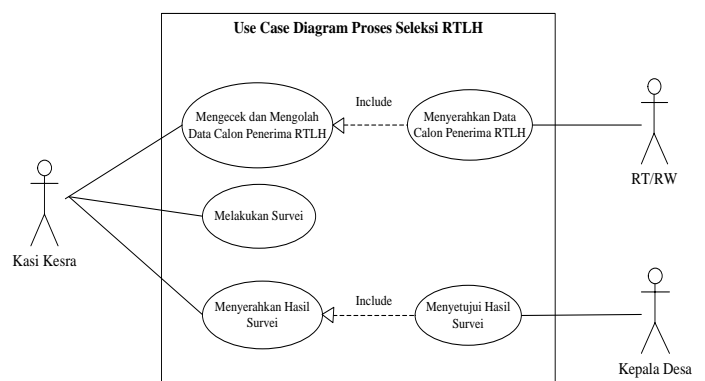 Use Case Diagram Proses Seleksi RTLH
Mengecek dan Mengolah
Data Calon Penerima RTLH
Include
Menyerahkan Data
Calon Penerima RTLH
RT/RW
Melakukan Survei
Kasi Kesra
Menyerahkan Hasil
Survei
Include
Menyetujui Hasil
Survei
Kepala Desa